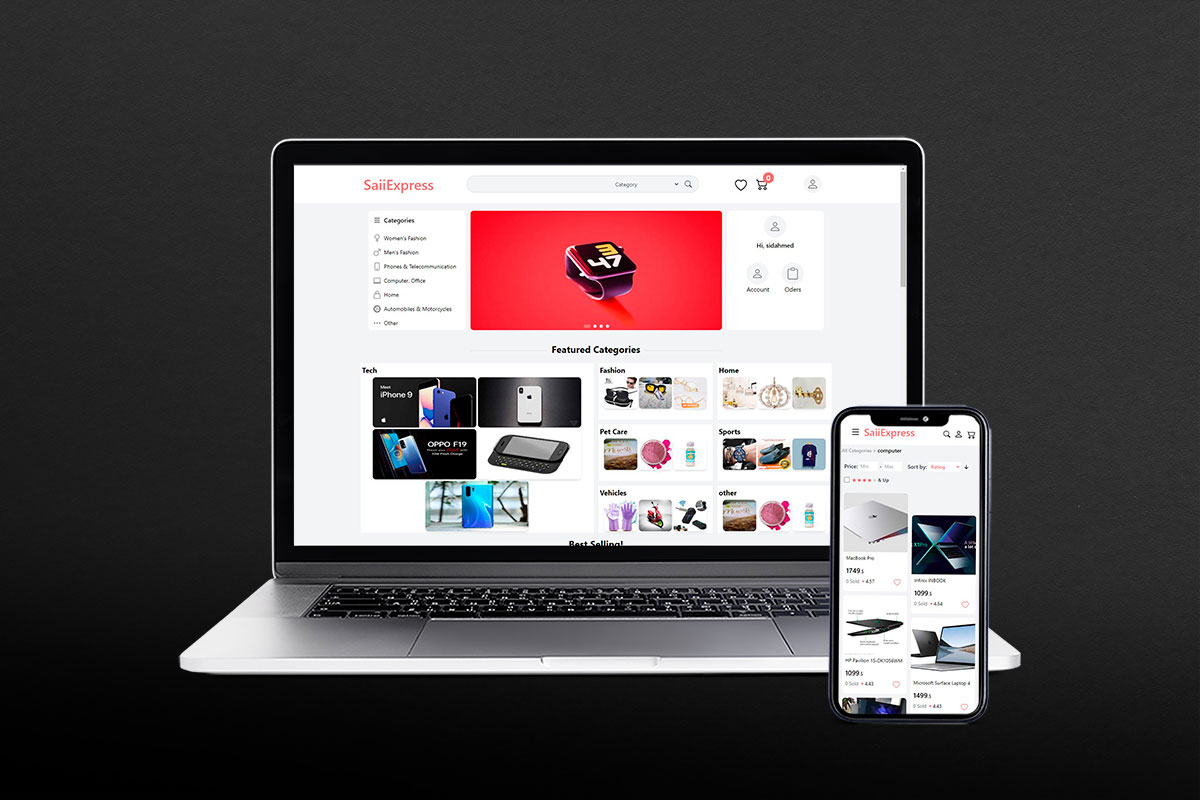 SaiiExpress
Category
0
Categories
Women's Fashion
Men's Fashion
Phones & Telecommunication
Computer, Office
Home
Automobiles & Motorcycles
Other
47
Hi, sidahmed
Account
Oders
Featured Categories
Tech
Meet
iPhone 9
OPPO F19
Fashion
Home
Pet Care
Sports
Vehicles
other
Best Selling!
SaiiExpress
All Categories > computer
Price: Min - Max Sort by: Rating
& Up
MacBook Pro
1749.$
0 Sold 4.57
Infinix INBOOK
1099.$
0 Sold 4.54
HP Pavilion 15-DK1056WM
1099.$
0 Sold 4.43
Microsoft Surface Laptop 4
1499.$
0 Sold 4.43